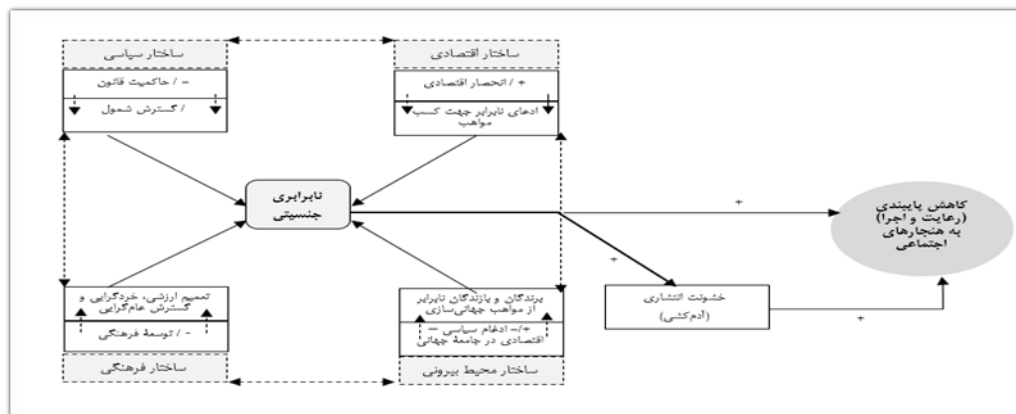 ساختار اقتصادی
+ / انحصار اقتصادی
ادعای نابرابر جهت کسب
مواهب
ساختار سیاسی
– / حاکمیت قانون
/ گسترش شمول
نابرابری
جنسیتی
+
کاهش پایبندی
(رعایت و اجرا)
به هنجارهای
اجتماعی
+
خشونت انتشاری
(آدم‌کشی)
+
برندگان و بازندگان نابرابر
از مواهب جهانی‌سازی
+/– ادغام سیاسی –
اقتصادی در جامعۀ جهانی
ساختار محیط بیرونی
تعمیم ارزشی، خردگرایی و
گسترش عام‌گرایی
- / توسعۀ فرهنگی
ساختار فرهنگی